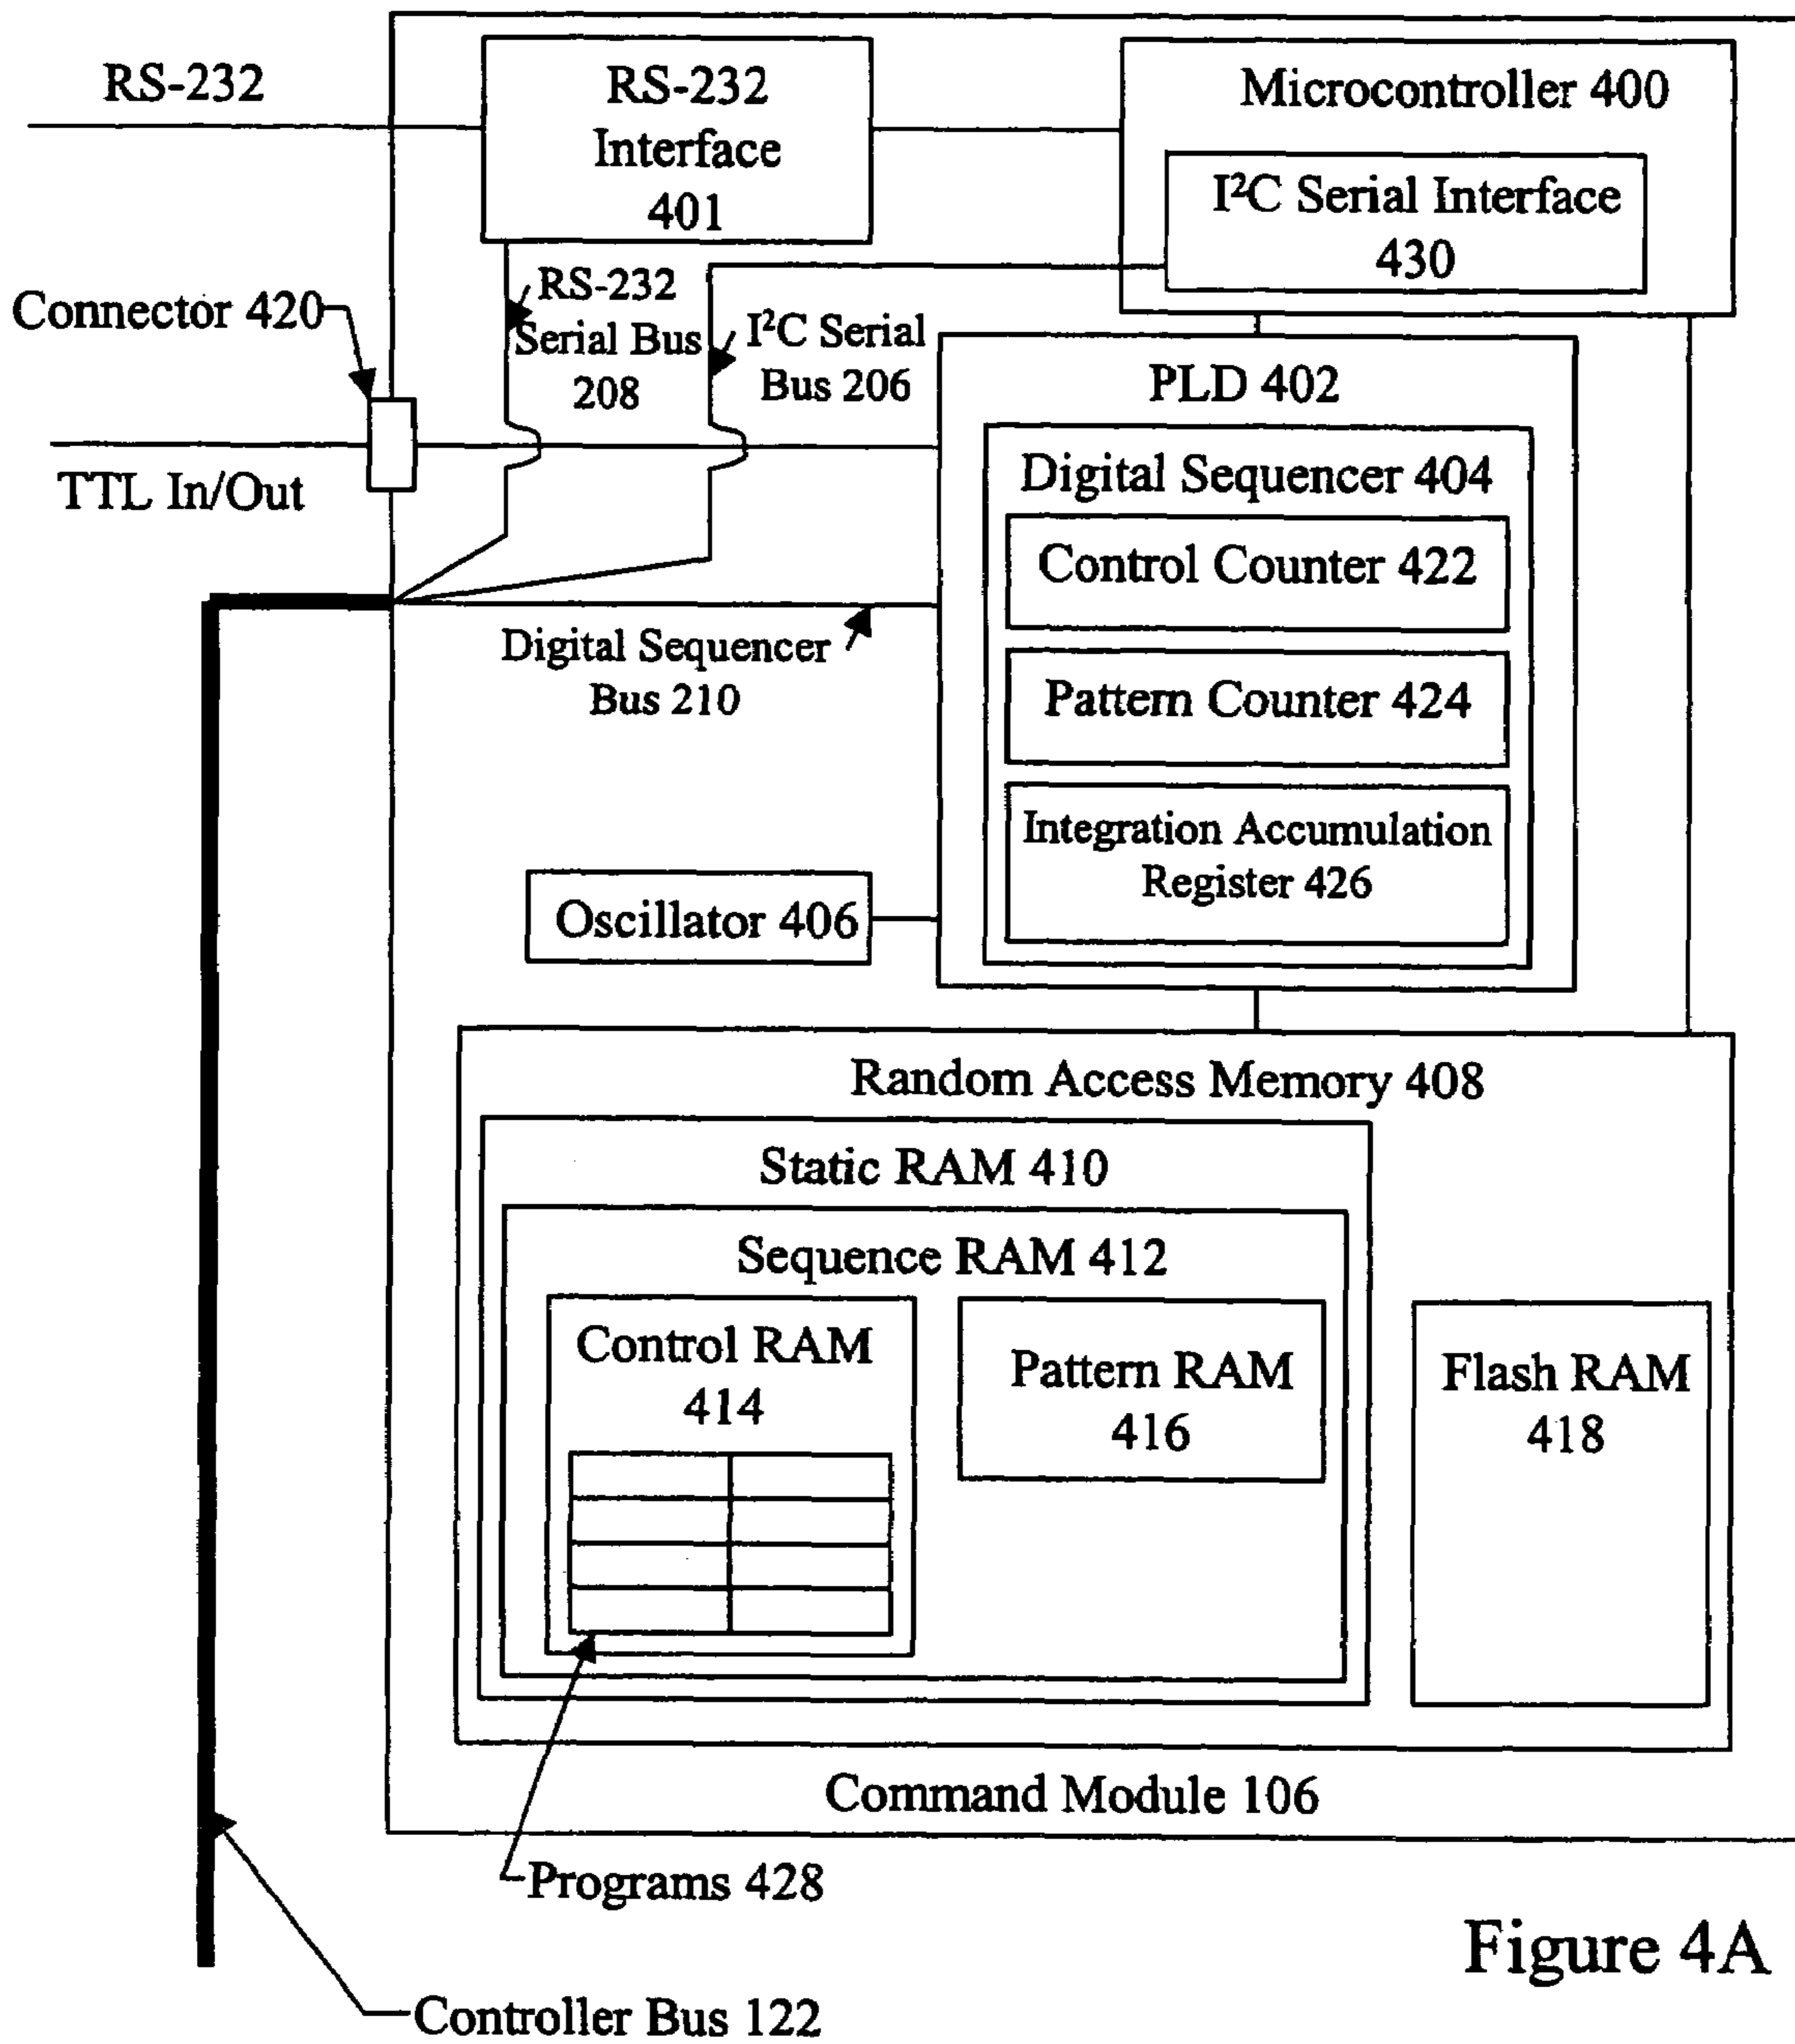 RS-232
RS-232
Interface
401
Microcontroller 400
I²C Serial Interface
430
Connector 420
RS-232
Serial Bus
208
I²C Serial
Bus 206
TTL In/Out
PLD 402
Digital Sequencer 404
Control Counter 422
Pattern Counter 424
Integration Accumulation
Register 426
Digital Sequencer
Bus 210
Oscillator 406
Random Access Memory 408
Static RAM 410
Sequence RAM 412
Control RAM
414
Pattern RAM
416
Flash RAM
418
Command Module 106
Programs 428
Figure 4A
Controller Bus 122